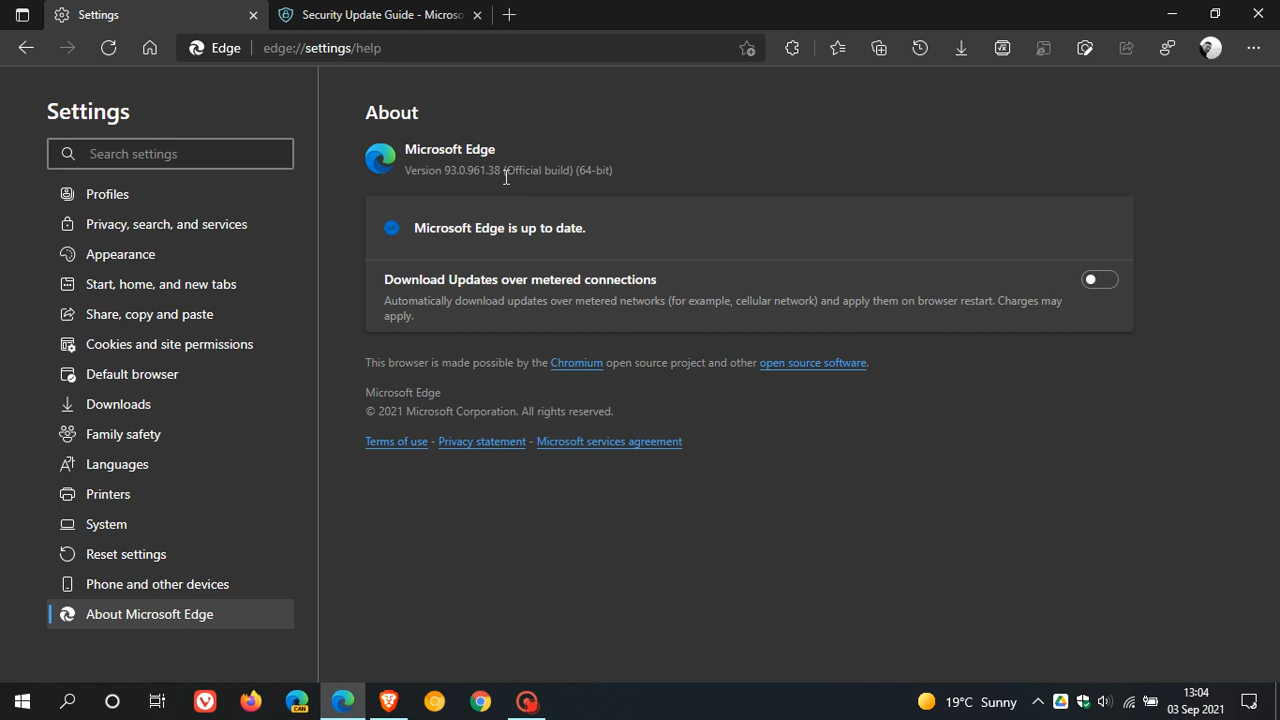 Settings
Security Update Guide - Microso
Edge
edge://settings/help
Settings
Search settings
Profiles
Privacy, search, and services
Appearance
Start, home, and new tabs
Share, copy and paste
Cookies and site permissions
Default browser
Downloads
Family safety
Languages
Printers
System
Reset settings
Phone and other devices
About Microsoft Edge
About
Microsoft Edge
Version 93.0.961.38 (Official build) (64-bit)
Microsoft Edge is up to date.
Download Updates over metered connections
Automatically download updates over metered networks (for example, cellular network) and apply them on browser restart. Charges may
apply.
This browser is made possible by the Chromium open source project and other open source software.
Microsoft Edge
© 2021 Microsoft Corporation. All rights reserved.
Terms of use - Privacy statement - Microsoft services agreement
CAN
19°C Sunny
13:04
03 Sep 2021